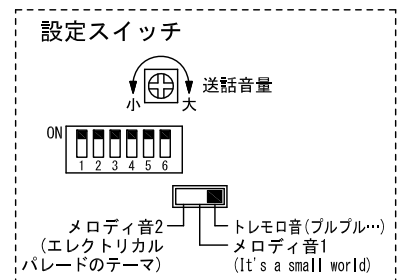 設定スイッチ
送話音量
小 大
ON
1 2 3 4 5 6
メロディ音2
(エレクトリカル
パレードのテーマ)
トレモロ音(プルプル…)
メロディ音1
(It's a small world)